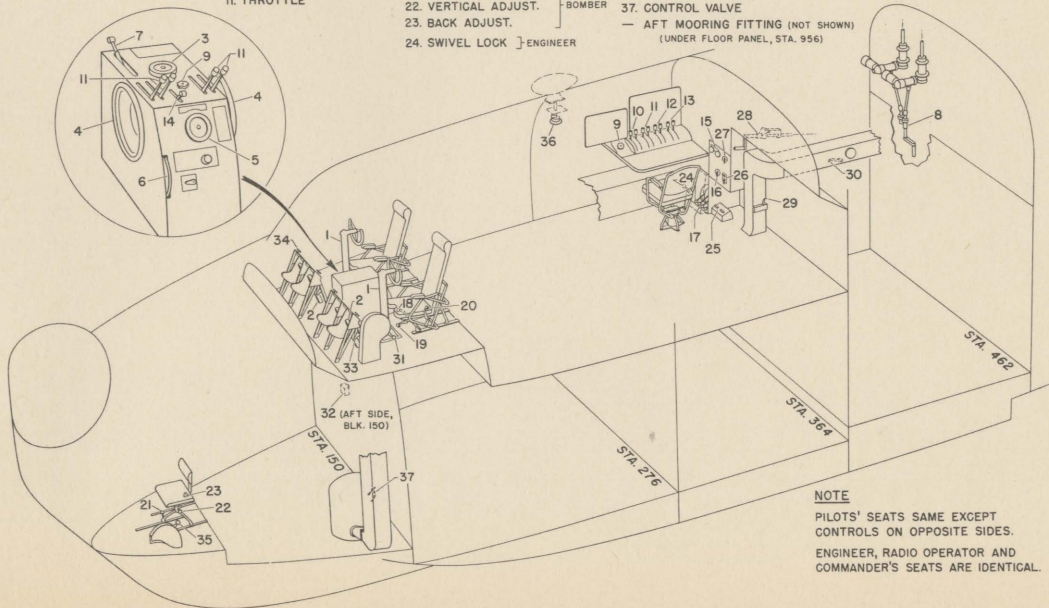 11. THROTTLE
22. VERTICAL ADJUST.
23. BACK ADJUST.
BOMBER
24. SWIVEL LOCK } ENGINEER
37. CONTROL VALVE
— AFT MOORING FITTING (NOT SHOWN)
(UNDER FLOOR PANEL, STA. 956)
7
3
9
11
11
4
4
14
5
6
36
9
10
11
12
13
15
27
28
8
24
26
16
30
29
17
25
34
1
1
2
2
18
20
19
31
33
32 (AFT SIDE,
BLK. 150)
STA. 150
STA. 276
STA. 364
STA. 462
37
23
21
22
35
NOTE
PILOTS' SEATS SAME EXCEPT
CONTROLS ON OPPOSITE SIDES.
ENGINEER, RADIO OPERATOR AND
COMMANDER'S SEATS ARE IDENTICAL.